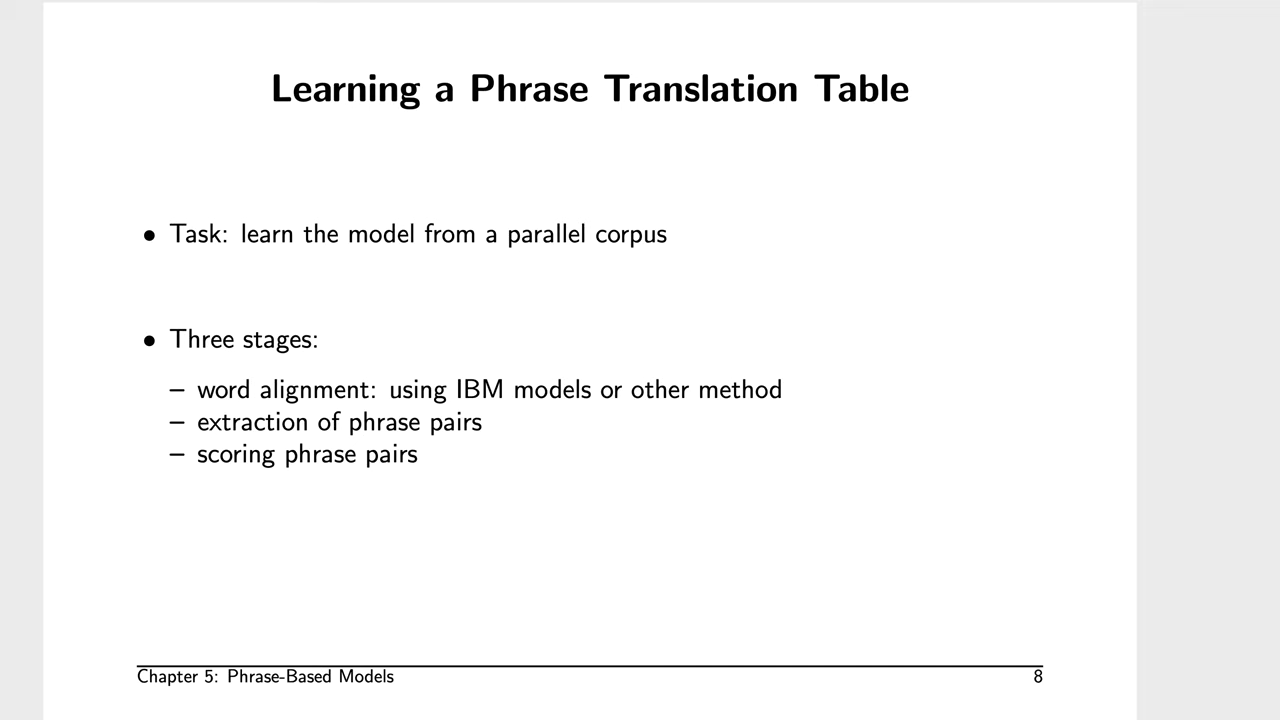 Learning a Phrase Translation Table
• Task: learn the model from a parallel corpus
• Three stages:
– word alignment: using IBM models or other method
– extraction of phrase pairs
– scoring phrase pairs
Chapter 5: Phrase-Based Models 8